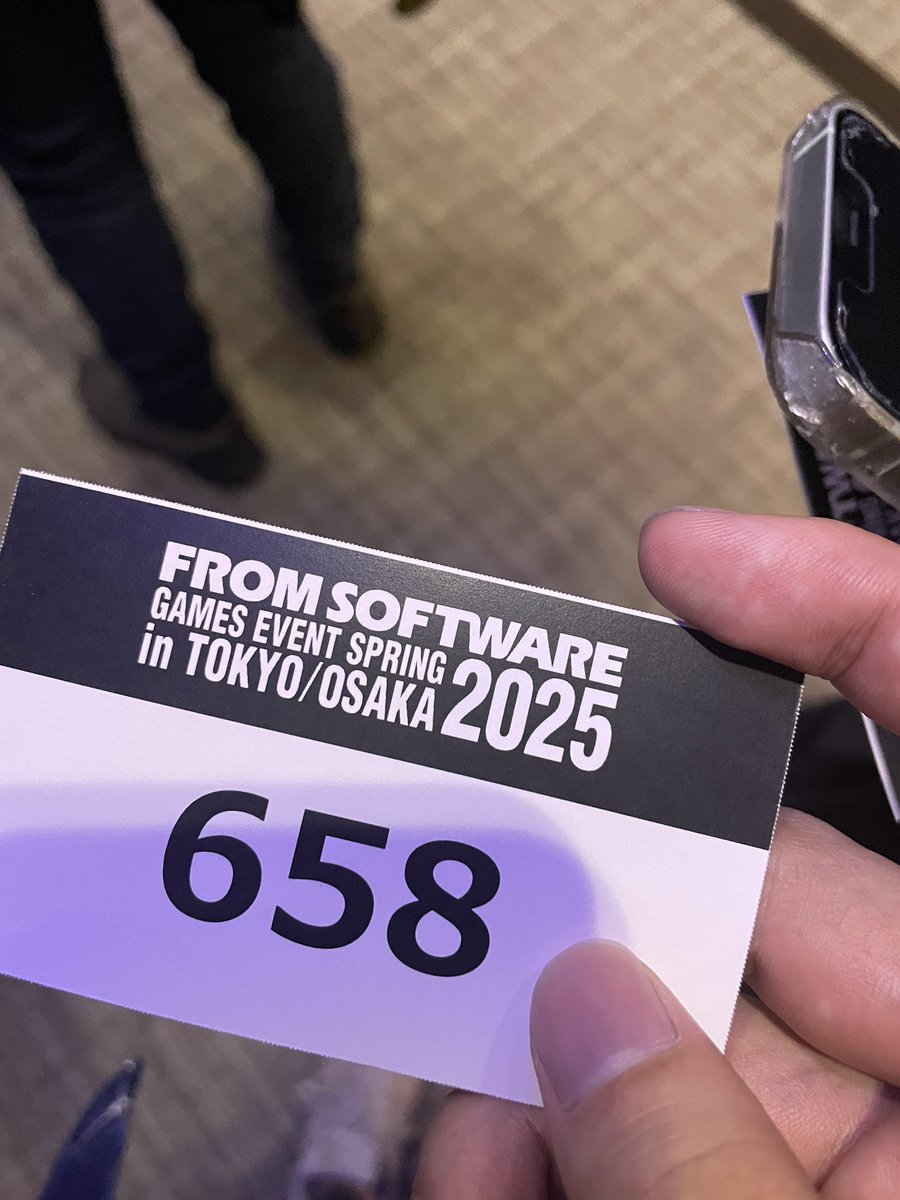 FROM SOFTWARE
GAMES EVENT SPRING
in TOKYO/OSAKA 2025
658